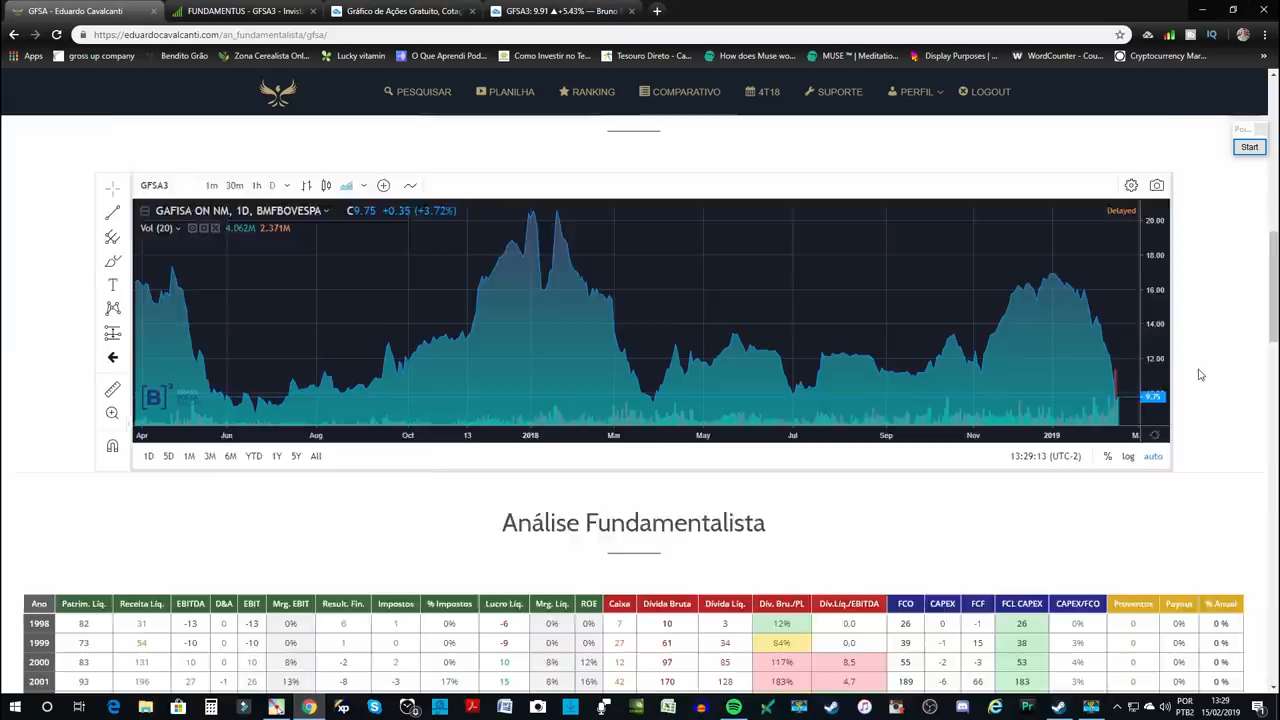 GFSA - Eduardo Cavalcanti
FUNDAMENTUS - GFSA3 - Invist
Gráfico de Ações Gratuito, Cotaç
GFSA3: 9.91 ▲+5.43% — Bruno
https://eduardocavalcanti.com/an_fundamentalista/gfsa/
Apps gross up company Bendito Grão Zona Cerealista Onl... Lucky vitamin O Que Aprendi Pod... Como Investir no Te... Tesouro Direto - Ca... How does Muse wo... MUSE ™ | Meditatio... Display Purposes | ... WordCounter - Cou... Cryptocurrency Mar... »
PESQUISAR PLANILHA RANKING COMPARATIVO 4T18 SUPORTE PERFIL LOGOUT
Start
GFSA3 1m 30m 1h D
GAFISA ON NM, 1D, BMFBOVESPA C9.75 +0.35 (+3.72%) Delayed
Vol (20) 4.062M 2.371M
20.00
18.00
16.00
14.00
12.00
9.75
[B]³
Apr Jun Aug Oct 13 2018 Mar May Jul Sep Nov 2019 M
1D 5D 1M 3M 6M YTD 1Y 5Y All 13:29:13 (UTC-2) % log auto
Análise Fundamentalista
Ano Patrim. Líq. Receita Líq. EBITDA D&A EBIT Mrg. EBIT Result. Fin. Impostos % Impostos Lucro Líq. Mrg. Líq. ROE Caixa Dívida Bruta Dívida Líq. Div. Bru./PL Div.Liq./EBITDA FCO CAPEX FCF FCL CAPEX CAPEX/FCO Proventos Payout % Anual
1998 82 31 -13 0 -13 0% 6 1 0% -6 0% 0% 7 10 3 12% 0.0 26 0 -1 26 0% 0 0% 0 %
1999 73 54 -10 0 -10 0% 1 0 0% -9 0% 0% 27 61 34 84% 0.0 39 -1 15 38 3% 0 0% 0 %
2000 83 131 10 0 10 8% -2 2 0% 10 8% 12% 12 97 85 117% 8.5 55 -2 -3 53 4% 0 0% 0 %
2001 93 196 27 -1 26 13% -8 -3 17% 15 8% 16% 42 170 128 183% 4.7 189 -6 66 183 3% 0 0% 0 %
POR 13:29
PTB2 15/02/2019